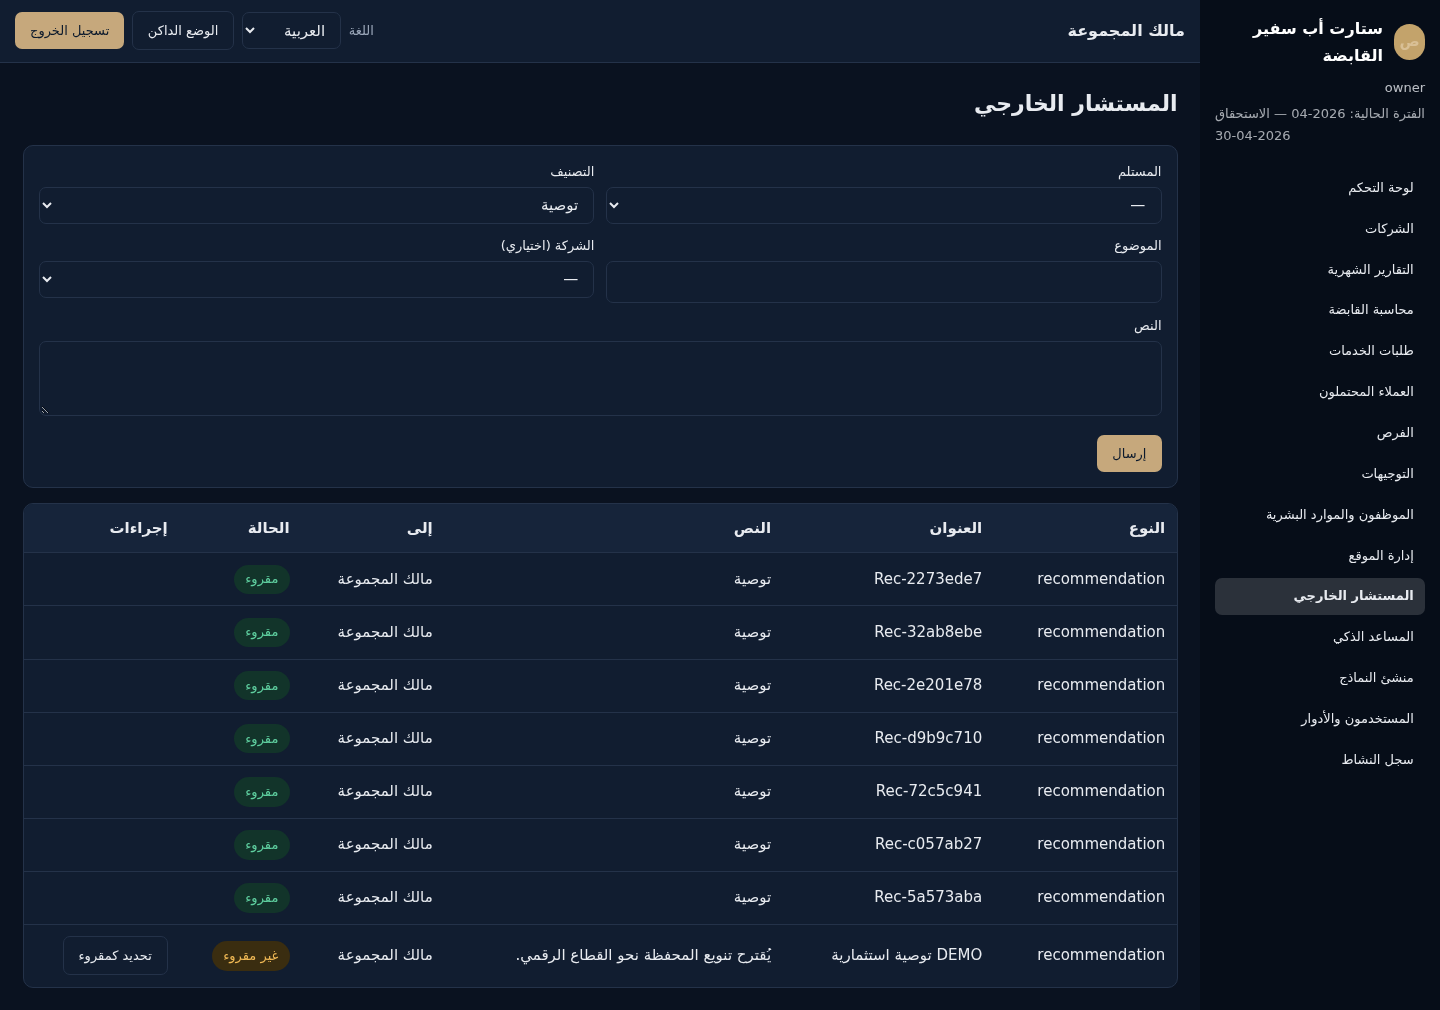 ص
ستارت أب سفير
القابضة
owner
الفترة الحالية: 2026-04 — الاستحقاق
2026-04-30
لوحة التحكم
الشركات
التقارير الشهرية
محاسبة القابضة
طلبات الخدمات
العملاء المحتملون
الفرص
التوجيهات
الموظفون والموارد البشرية
إدارة الموقع
المستشار الخارجي
المساعد الذكي
منشئ النماذج
المستخدمون والأدوار
سجل النشاط
مالك المجموعة اللغة العربية الوضع الداكن تسجيل الخروج
المستشار الخارجي
المستلم التصنيف
— توصية
الموضوع الشركة (اختياري)
—
النص
إرسال
النوع العنوان النص إلى الحالة إجراءات
recommendation Rec-2273ede7 توصية مالك المجموعة مقروء
recommendation Rec-32ab8ebe توصية مالك المجموعة مقروء
recommendation Rec-2e201e78 توصية مالك المجموعة مقروء
recommendation Rec-d9b9c710 توصية مالك المجموعة مقروء
recommendation Rec-72c5c941 توصية مالك المجموعة مقروء
recommendation Rec-c057ab27 توصية مالك المجموعة مقروء
recommendation Rec-5a573aba توصية مالك المجموعة مقروء
recommendation DEMO توصية استثمارية يُقترح تنويع المحفظة نحو القطاع الرقمي. مالك المجموعة غير مقروء تحديد كمقروء